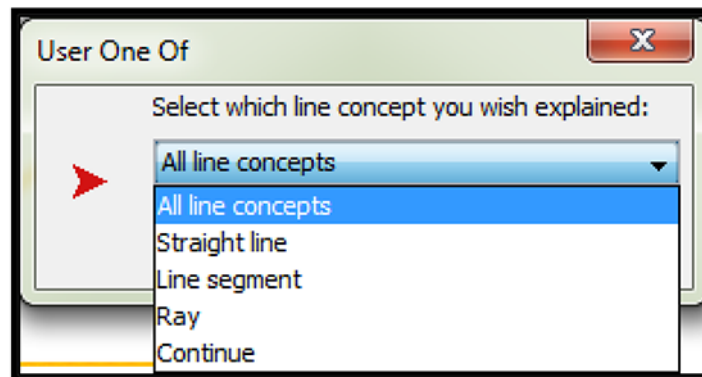 User One Of
Select which line concept you wish explained:
All line concepts
All line concepts
Straight line
Line segment
Ray
Continue